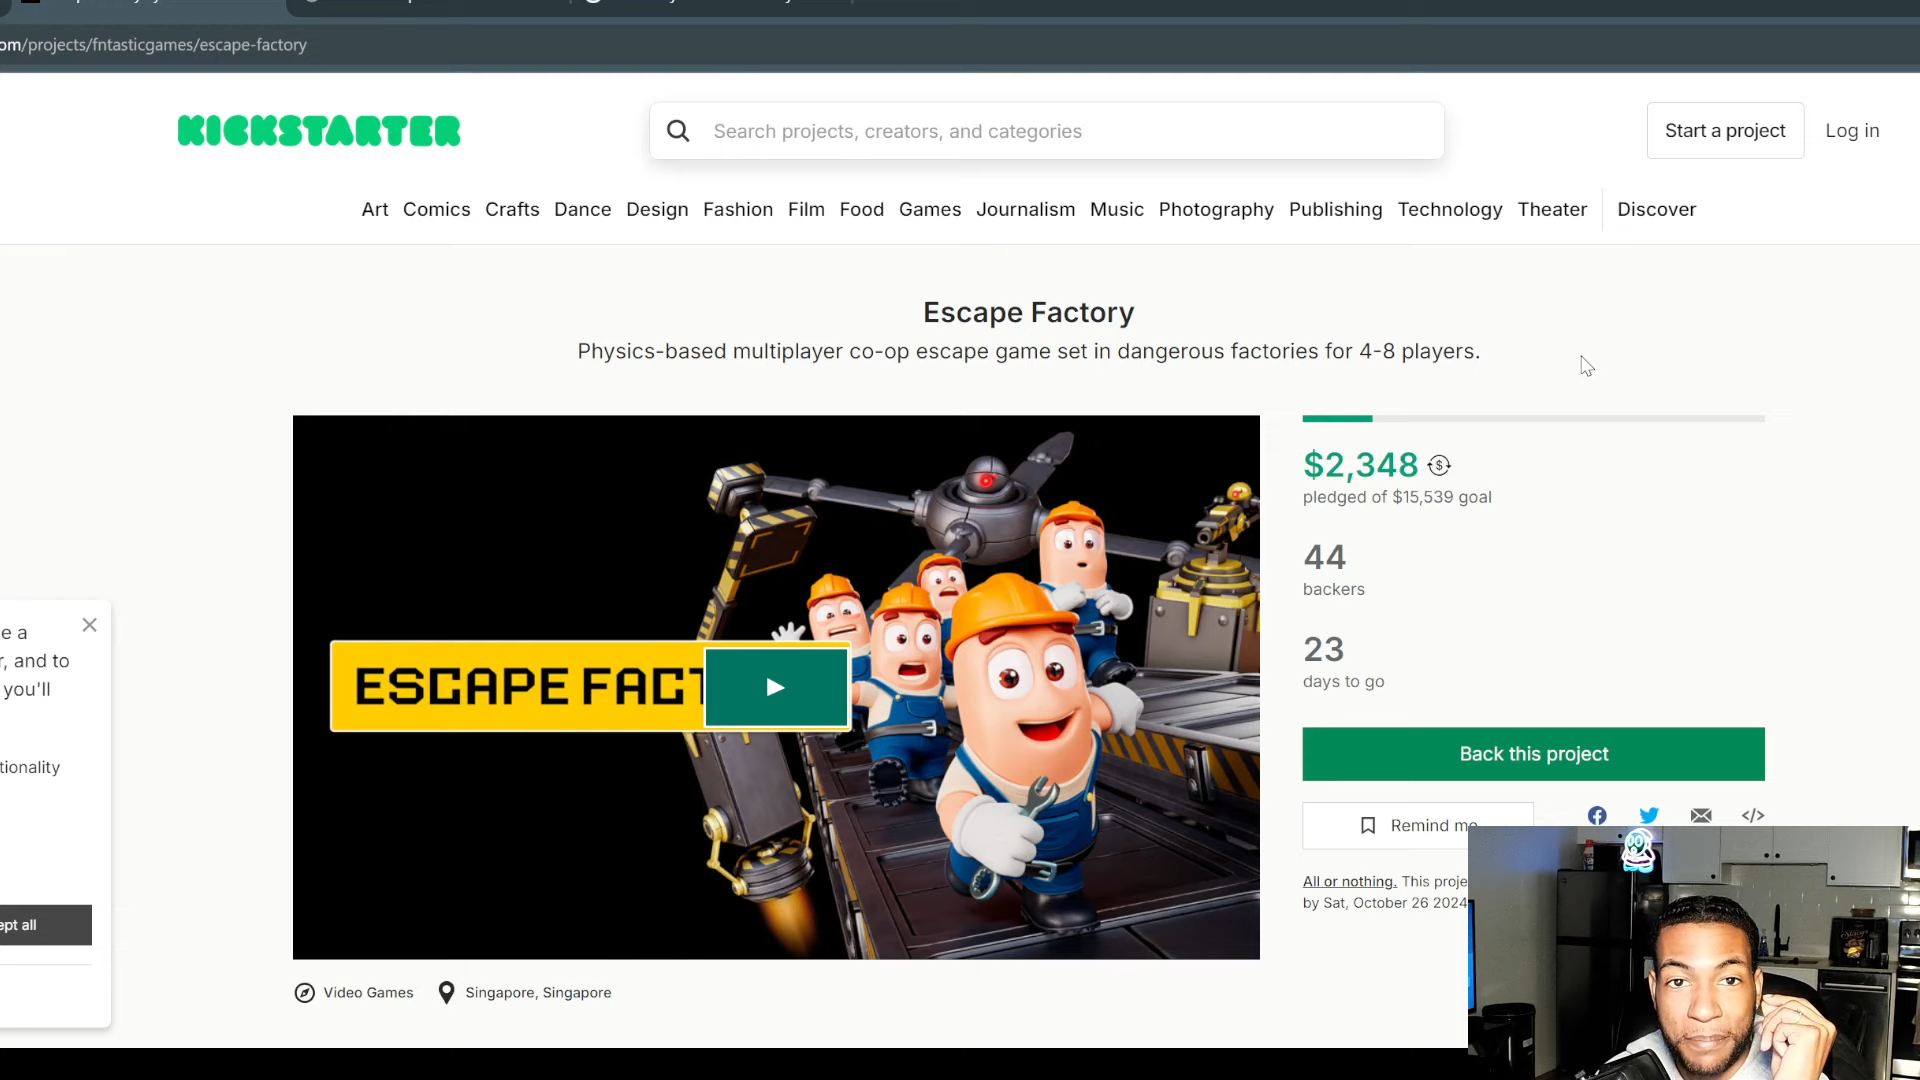 om/projects/fntasticgames/escape-factory
KICKSTARTER
Search projects, creators, and categories
Start a project
Log in
Art Comics Crafts Dance Design Fashion Film Food Games Journalism Music Photography Publishing Technology Theater Discover
Escape Factory
Physics-based multiplayer co-op escape game set in dangerous factories for 4-8 players.
$2,348
pledged of $15,539 goal
44
backers
23
days to go
ESCAPE FACT
Back this project
Remind me
All or nothing. This proje
by Sat, October 26 2024
e a
r, and to
you'll
tionality
ept all
Video Games
Singapore, Singapore